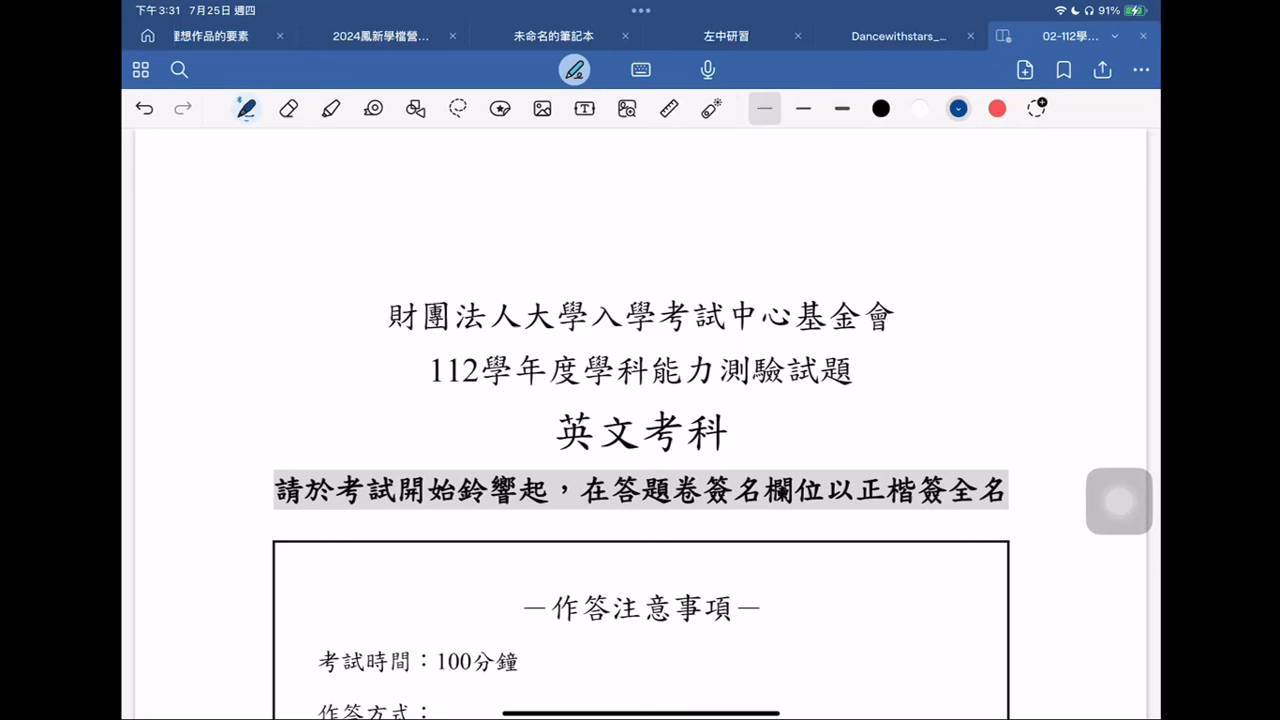 下午3:31 7月25日 週四
91%
理想作品的要素
2024鳳新學檔營...
未命名的筆記本
左中研習
Dancewithstars_...
02-112學...
財團法人大學入學考試中心基金會
112學年度學科能力測驗試題
英文考科
請於考試開始鈴響起，在答題卷簽名欄位以正楷簽全名
－作答注意事項－
考試時間：100分鐘
作答方式：